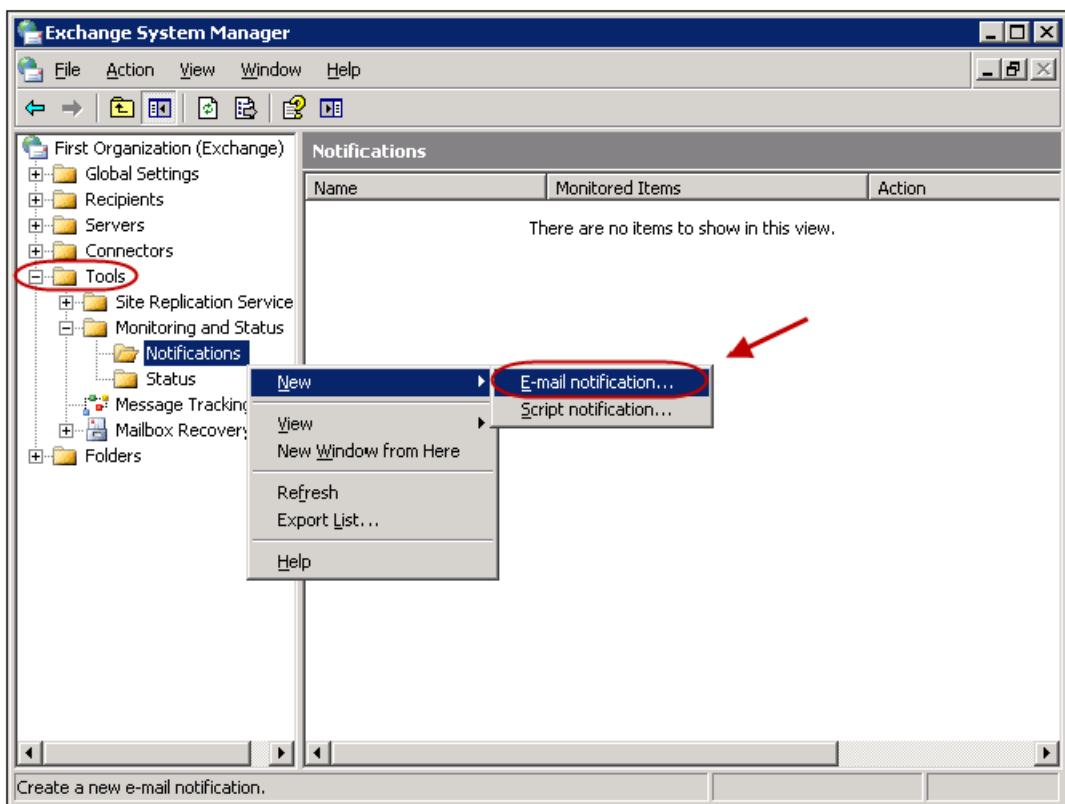 Exchange System Manager
File Action View Window Help
First Organization (Exchange)
Global Settings
Recipients
Servers
Connectors
Tools
Site Replication Service
Monitoring and Status
Notifications
Status
Message Tracking
Mailbox Recovery
Folders
Notifications
Name Monitored Items Action
There are no items to show in this view.
New
View
New Window from Here
Refresh
Export List...
Help
E-mail notification...
Script notification...
Create a new e-mail notification.